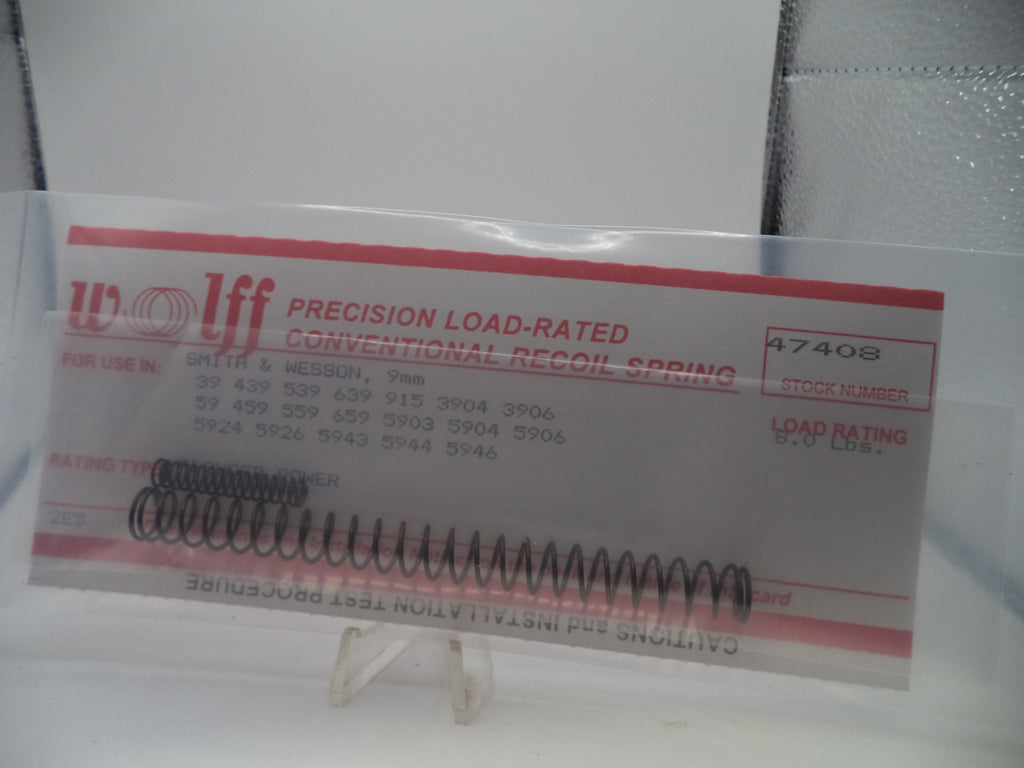 wolff
PRECISION LOAD-RATED
CONVENTIONAL RECOIL SPRING
47408
STOCK NUMBER
FOR USE IN: SMITH & WESSON, 9mm
39 439 539 639 915 3904 3906
59 459 559 659 5903 5904 5906
5924 5926 5943 5944 5946
LOAD RATING
8.0 Lbs.
RATING TYPE
2E9
card
CAUTIONS and INSTALLATION TEST PROCEDURE